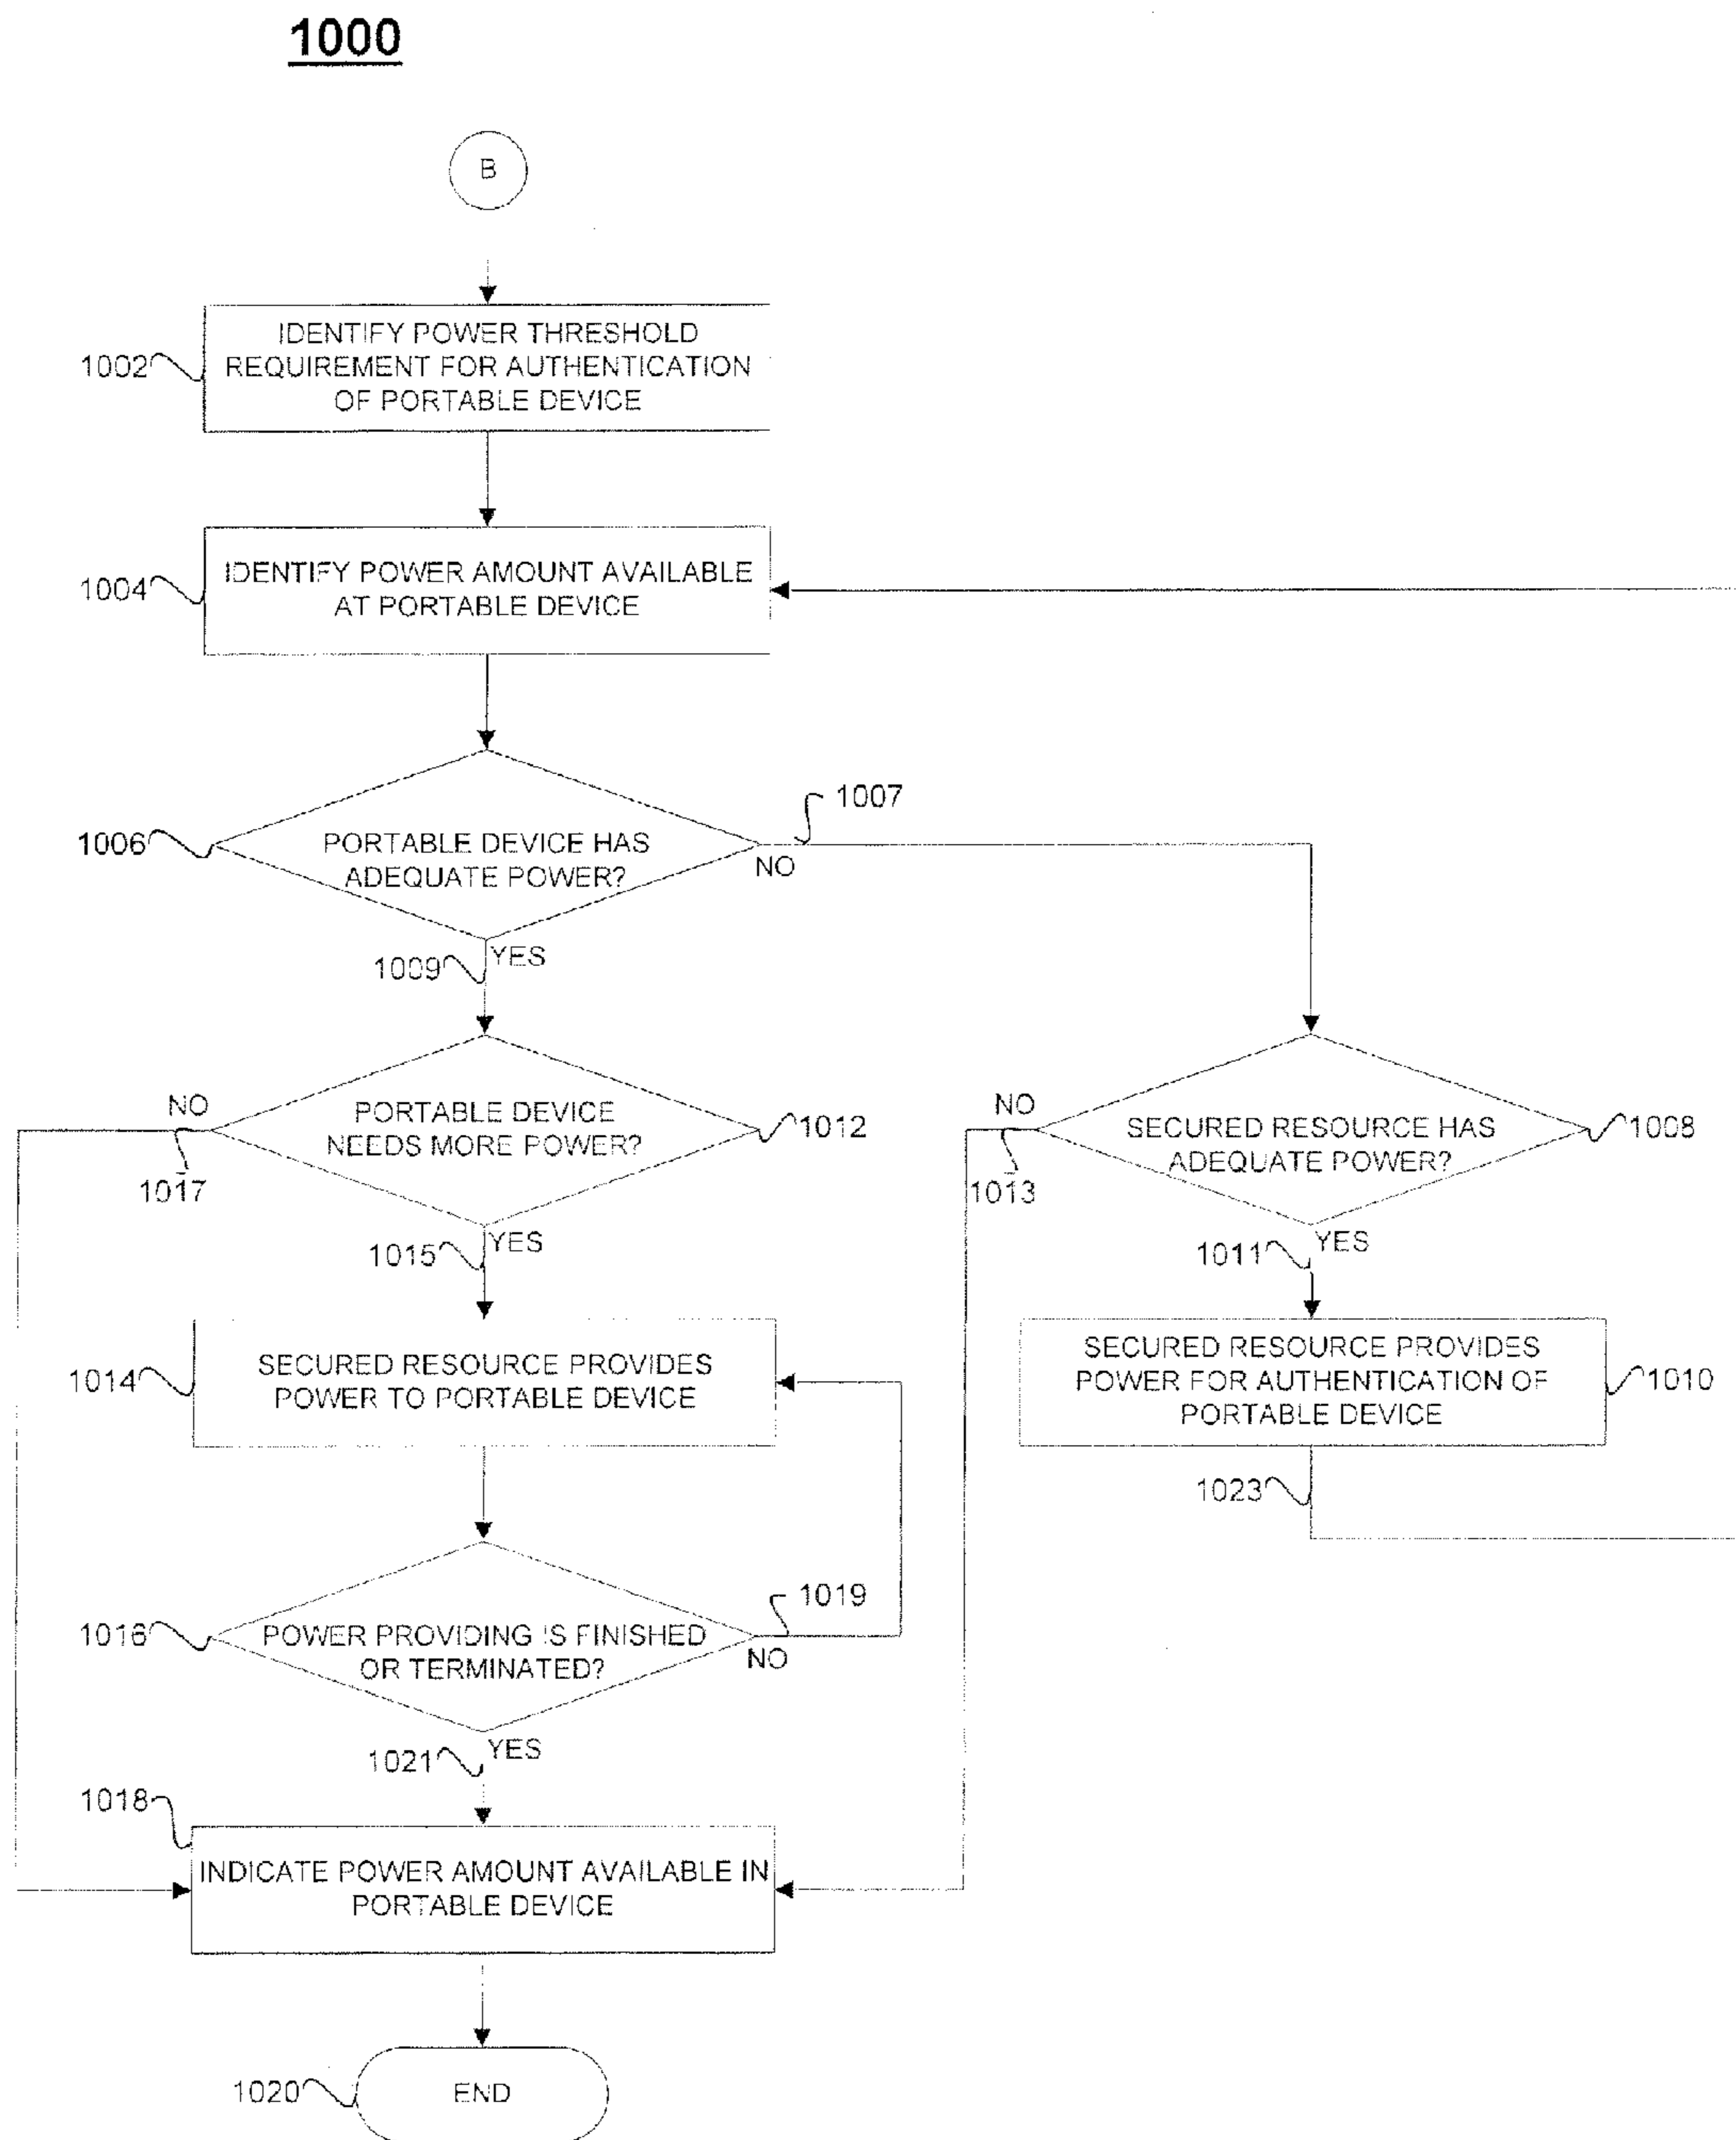 1000
B
IDENTIFY POWER THRESHOLD
REQUIREMENT FOR AUTHENTICATION
OF PORTABLE DEVICE
1002
IDENTIFY POWER AMOUNT AVAILABLE
AT PORTABLE DEVICE
1004
1007
1006
PORTABLE DEVICE HAS
ADEQUATE POWER?
NO
YES
1009
NO
PORTABLE DEVICE
NEEDS MORE POWER?
1012
1017
NO
SECURED RESOURCE HAS
ADEQUATE POWER?
1008
1013
YES
1015
YES
1011
1014
SECURED RESOURCE PROVIDES
POWER TO PORTABLE DEVICE
SECURED RESOURCE PROVIDES
POWER FOR AUTHENTICATION OF
PORTABLE DEVICE
1010
1023
1019
1016
POWER PROVIDING IS FINISHED
OR TERMINATED?
NO
YES
1021
1018
INDICATE POWER AMOUNT AVAILABLE IN
PORTABLE DEVICE
1020
END